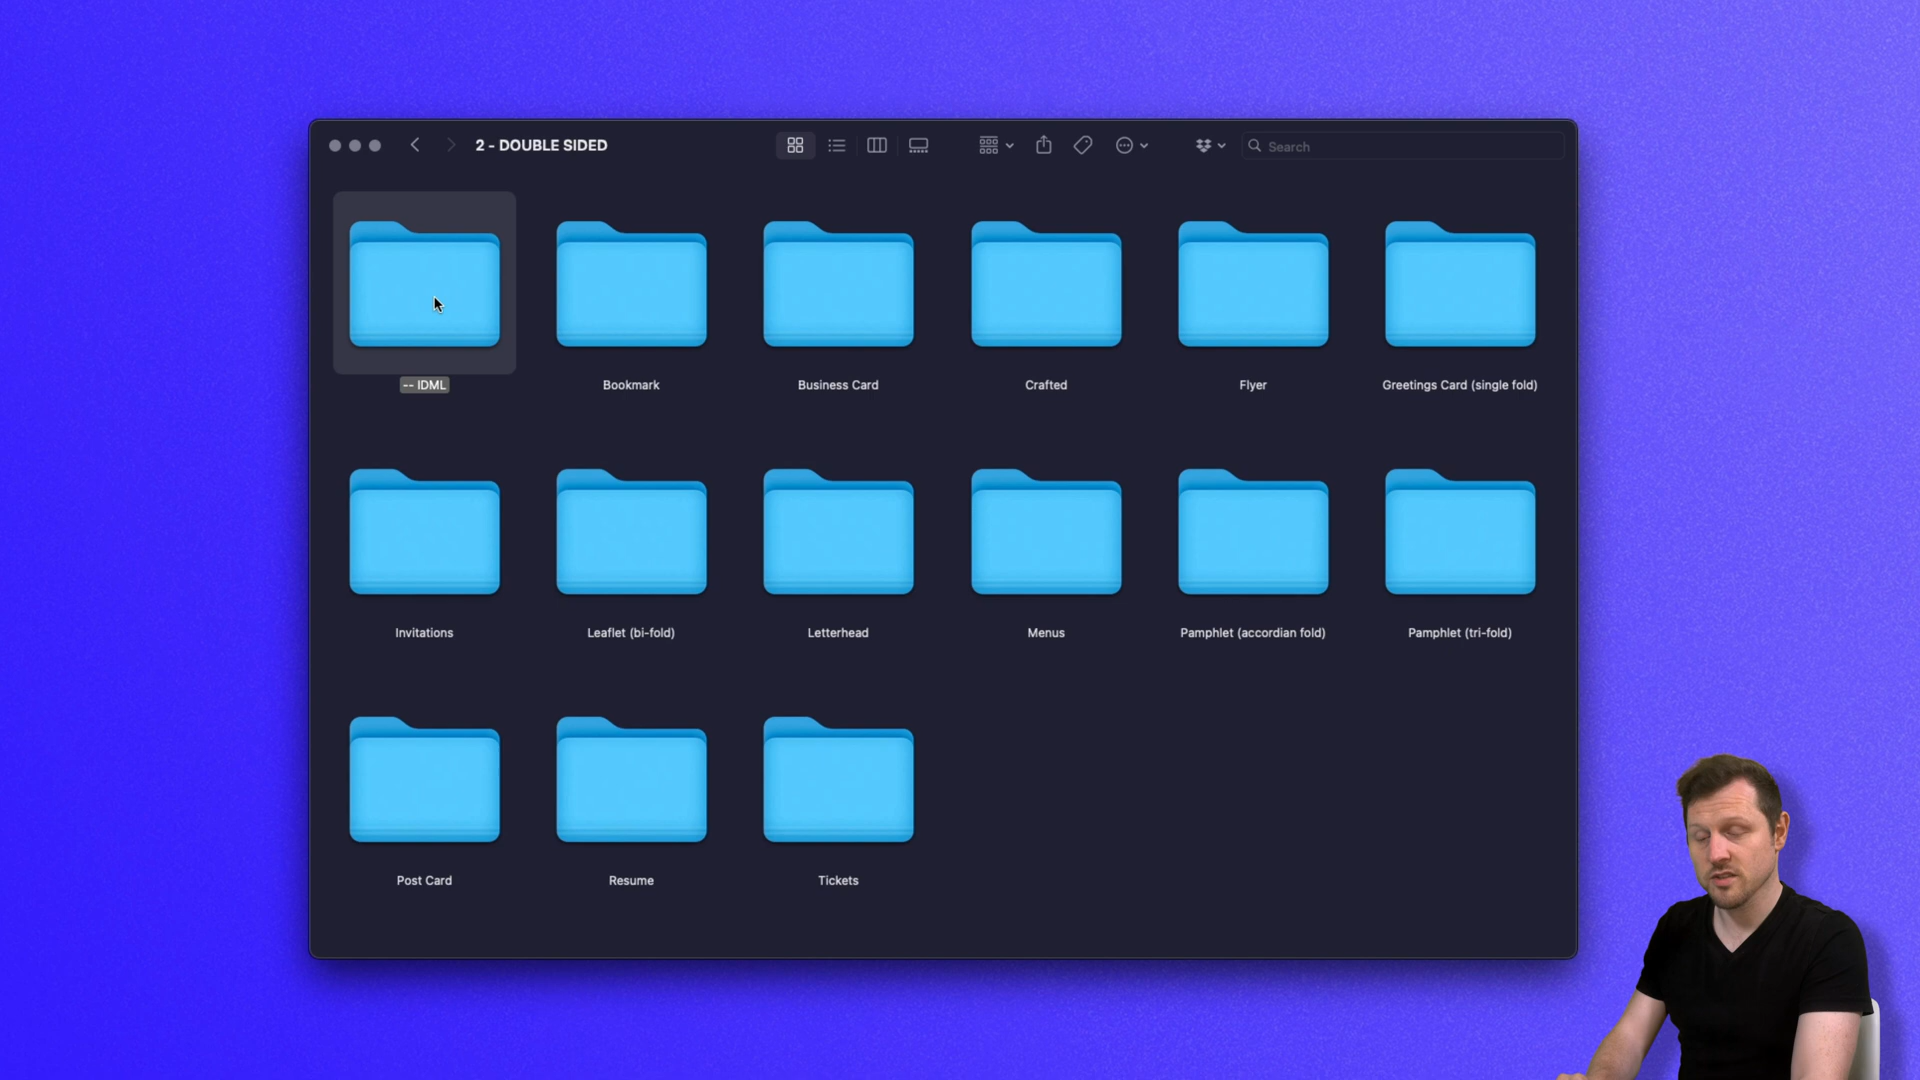 2 - DOUBLE SIDED
Search
-- IDML
Bookmark
Business Card
Crafted
Flyer
Greetings Card (single fold)
Invitations
Leaflet (bi-fold)
Letterhead
Menus
Pamphlet (accordian fold)
Pamphlet (tri-fold)
Post Card
Resume
Tickets